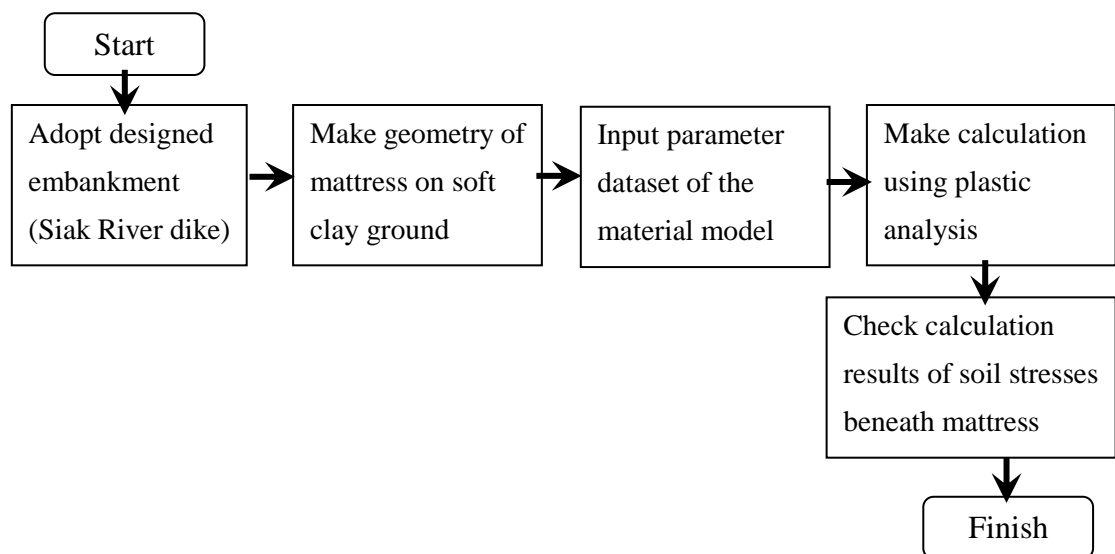 Start
Adopt designed
embankment
(Siak River dike)
Make geometry of
mattress on soft
clay ground
Input parameter
dataset of the
material model
Make calculation
using plastic
analysis
Check calculation
results of soil stresses
beneath mattress
Finish